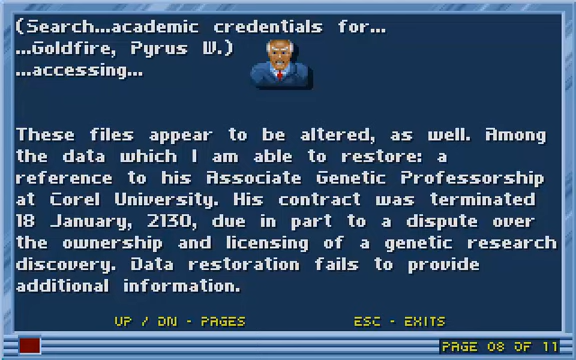 (Search...academic credentials for...
...Goldfire, Pyrus W.)
...accessing...
These files appear to be altered, as well. Among
the data which I am able to restore: a
reference to his Associate Genetic Professorship
at Corel University. His contract was terminated
18 January, 2130, due in part to a dispute over
the ownership and licensing of a genetic research
discovery. Data restoration fails to provide
additional information.
UP / DN - PAGES ESC - EXITS
PAGE 08 OF 11